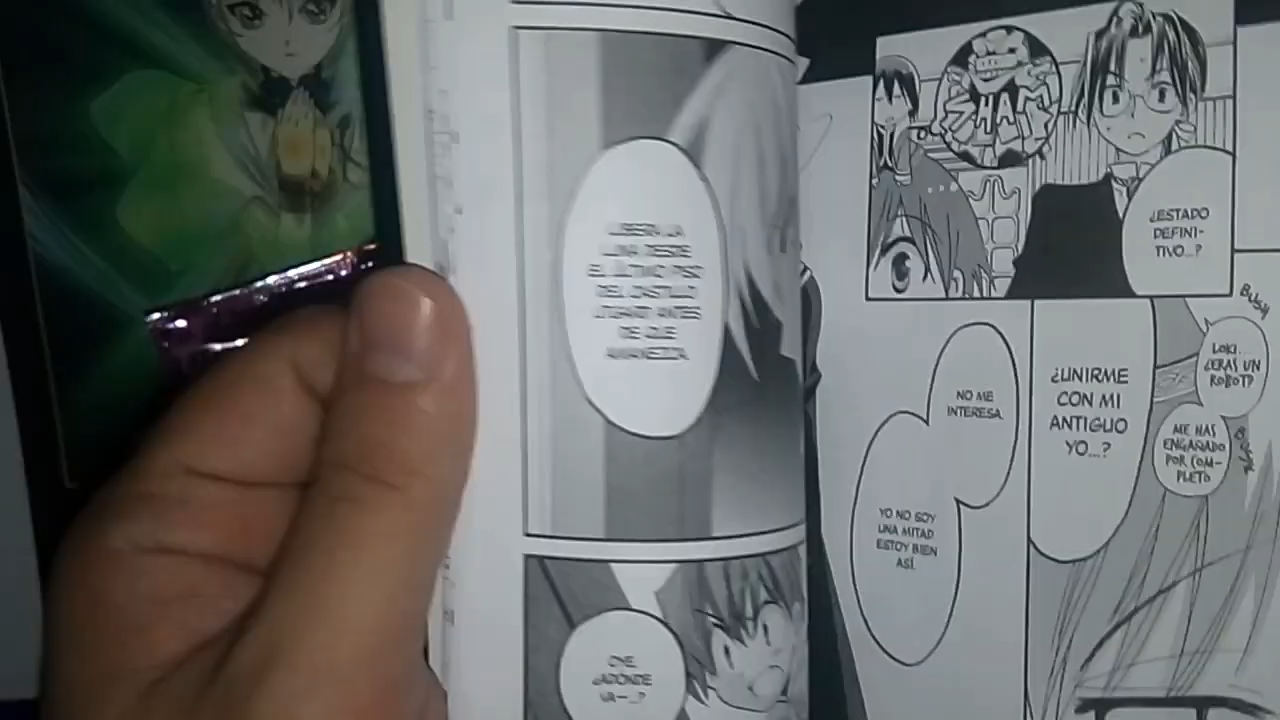 LIBERA LA
LUNA DESDE
EL ÚLTIMO PISO
DEL CASTILLO
ANTES
DE QUE
AMANEZCA.
OYE,
¿ADÓNDE
VA—...?
SHAM
¿ESTADO
DEFINI-
TIVO...?
¿UNIRME
CON MI
ANTIGUO
YO...?
BUSY
LOKI...
¿ERAS UN
ROBOT?
ME HAS
ENGAÑADO
POR COM-
PLETO
NO ME
INTERESA.
YO NO SOY
UNA MITAD
ESTOY BIEN
ASÍ.